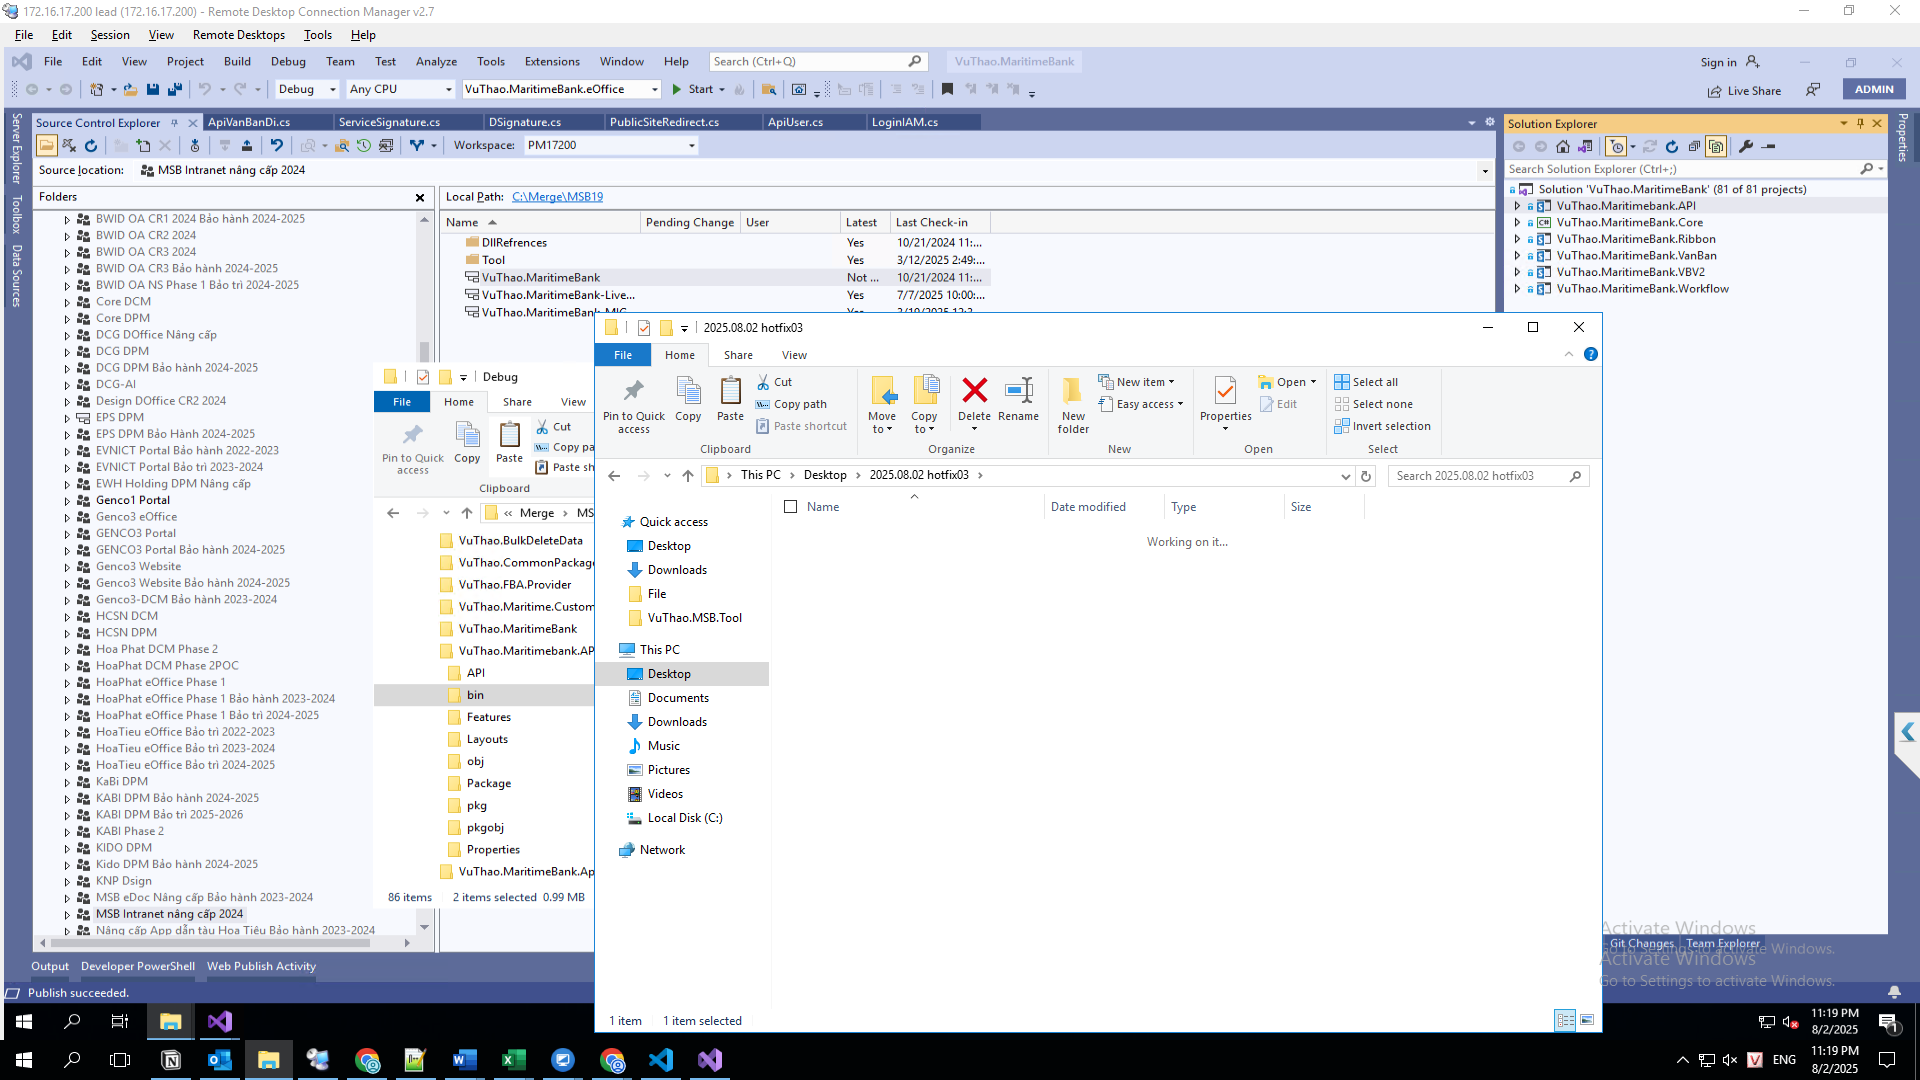 172.16.17.200 lead (172.16.17.200) - Remote Desktop Connection Manager v2.7
File Edit Session View Remote Desktops Tools Help
File Edit View Project Build Debug Team Test Analyze Tools Extensions Window Help Search (Ctrl+Q) VuThao.MaritimeBank Sign in
Debug Any CPU VuThao.MaritimeBank.eOffice Start Live Share ADMIN
Server Explorer
Toolbox
Data Sources
Source Control Explorer ApiVanBanDi.cs ServiceSignature.cs DSignature.cs PublicSiteRedirect.cs ApiUser.cs LoginIAM.cs
Workspace: PM17200
Source location: MSB Intranet nâng cấp 2024
Folders
BWID OA CR1 2024 Bảo hành 2024-2025
BWID OA CR2 2024
BWID OA CR3 2024
BWID OA CR3 Bảo hành 2024-2025
BWID OA NS Phase 1 Bảo trì 2024-2025
Core DCM
Core DPM
DCG DOffice Nâng cấp
DCG DPM
DCG DPM Bảo hành 2024-2025
DCG-AI
Design DOffice CR2 2024
EPS DPM
EPS DPM Bảo Hành 2024-2025
EVNICT Portal Bảo hành 2022-2023
EVNICT Portal Bảo trì 2023-2024
EWH Holding DPM Nâng cấp
Genco1 Portal
Genco3 eOffice
GENCO3 Portal
GENCO3 Portal Bảo hành 2024-2025
Genco3 Website
Genco3 Website Bảo hành 2024-2025
Genco3-DCM Bảo hành 2023-2024
HCSN DCM
HCSN DPM
Hoa Phat DCM Phase 2
HoaPhat DCM Phase 2POC
HoaPhat eOffice Phase 1
HoaPhat eOffice Phase 1 Bảo hành 2023-2024
HoaPhat eOffice Phase 1 Bảo trì 2024-2025
HoaTieu eOffice Bảo trì 2022-2023
HoaTieu eOffice Bảo trì 2023-2024
HoaTieu eOffice Bảo trì 2024-2025
KaBi DPM
KABI DPM Bảo hành 2024-2025
KABI DPM Bảo trì 2025-2026
KABI Phase 2
KIDO DPM
Kido DPM Bảo hành 2024-2025
KNP Dsign
MSB eDoc Nâng cấp Bảo hành 2023-2024
MSB Intranet nâng cấp 2024
Nâng cấp App dẫn tàu Hoa Tiêu Bảo hành 2023-2024
Local Path: C:\Merge\MSB19
Name Pending Change User Latest Last Check-in
DllRefrences Yes 10/21/2024 11:...
Tool Yes 3/12/2025 2:49:...
VuThao.MaritimeBank Not ... 10/21/2024 11:...
VuThao.MaritimeBank-Live... Yes 7/7/2025 10:00:...
VuThao.MaritimeBank-MIG
Debug
File Home Share View
Pin to Quick access Copy Paste Cut
Copy pa
Paste sh
Clipboard
« Merge › MS
VuThao.BulkDeleteData
VuThao.CommonPackage
VuThao.FBA.Provider
VuThao.Maritime.Custom
VuThao.MaritimeBank
VuThao.Maritimebank.AP
API
bin
Features
Layouts
obj
Package
pkg
pkgobj
Properties
VuThao.MaritimeBank.Ap
86 items 2 items selected 0.99 MB
2025.08.02 hotfix03
File Home Share View
Pin to Quick access Copy Paste Cut
Copy path
Paste shortcut
Clipboard
Move to Copy to Delete Rename
Organize
New folder New item
Easy access
New
Properties Open
Edit
Open
Select all
Select none
Invert selection
Select
This PC › Desktop › 2025.08.02 hotfix03 › Search 2025.08.02 hotfix03
Quick access
Desktop
Downloads
File
VuThao.MSB.Tool
This PC
Desktop
Documents
Downloads
Music
Pictures
Videos
Local Disk (C:)
Network
Name Date modified Type Size
Working on it...
1 item 1 item selected
Solution Explorer
Search Solution Explorer (Ctrl+;)
Solution 'VuThao.MaritimeBank' (81 of 81 projects)
VuThao.Maritimebank.API
VuThao.MaritimeBank.Core
VuThao.MaritimeBank.Ribbon
VuThao.MaritimeBank.VanBan
VuThao.MaritimeBank.VBV2
VuThao.MaritimeBank.Workflow
Properties
Git Changes Team Explorer
Activate Windows
Go to Settings to activate Windows.
Activate Windows
Go to Settings to activate Windows.
Output Developer PowerShell Web Publish Activity
Publish succeeded.
11:19 PM
8/2/2025
1
ENG
11:19 PM
8/2/2025